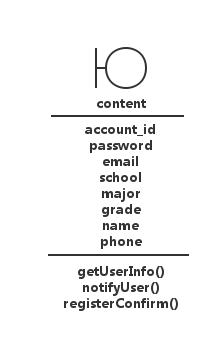 content
account_id
password
email
school
major
grade
name
phone
getUserInfo()
notifyUser()
registerConfirm()